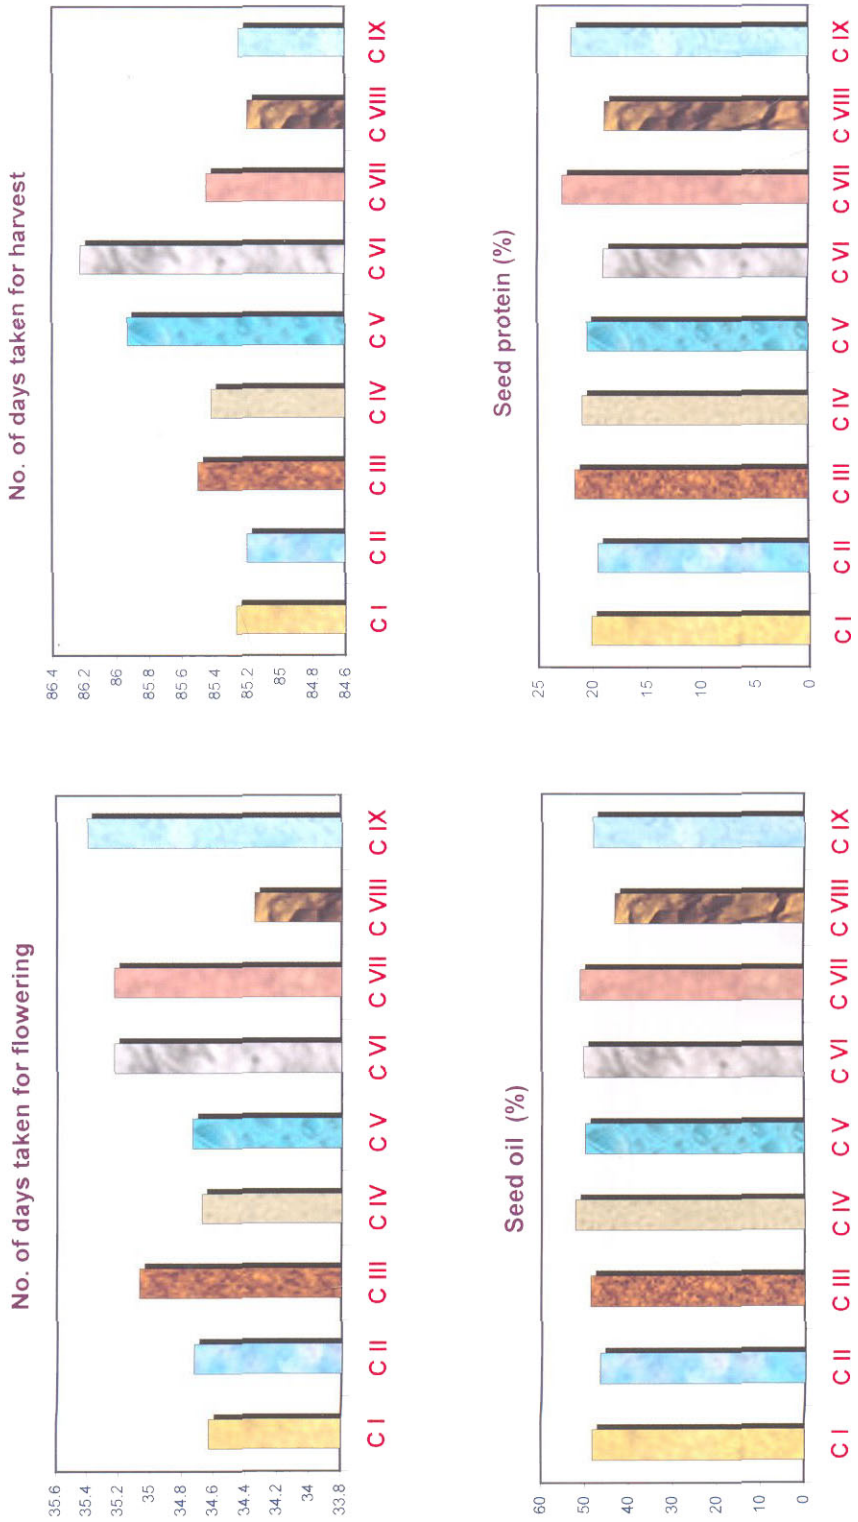 No. of days taken for flowering
35.6
35.4
35.2
35
34.8
34.6
34.4
34.2
34
33.8
C I
C II
C III
C IV
C V
C VI
C VII
C VIII
C IX
No. of days taken for harvest
86.4
86.2
86
85.8
85.6
85.4
85.2
85
84.8
84.6
C I
C II
C III
C IV
C V
C VI
C VII
C VIII
C IX
Seed oil (%)
60
50
40
30
20
10
0
C I
C II
C III
C IV
C V
C VI
C VII
C VIII
C IX
Seed protein (%)
25
20
15
10
5
0
C I
C II
C III
C IV
C V
C VI
C VII
C VIII
C IX